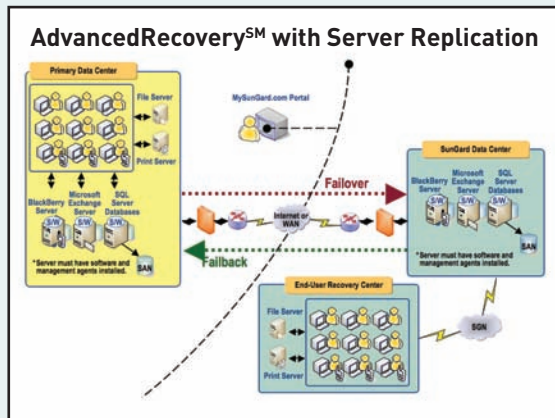 AdvancedRecovery℠ with Server Replication
Primary Data Center
File Server
Print Server
BlackBerry Server
Microsoft Exchange Server
SQL Server Databases
S/W
S/W
S/W
SAN
*Server must have software and
management agents installed.
MySunGard.com Portal
Failover
Internet or
WAN
Failback
SunGard Data Center
BlackBerry Server
Microsoft Exchange Server
SQL Server Databases
S/W
S/W
S/W
SAN
*Server must have software and
management agents installed.
End-User Recovery Center
File Server
Print Server
SGN